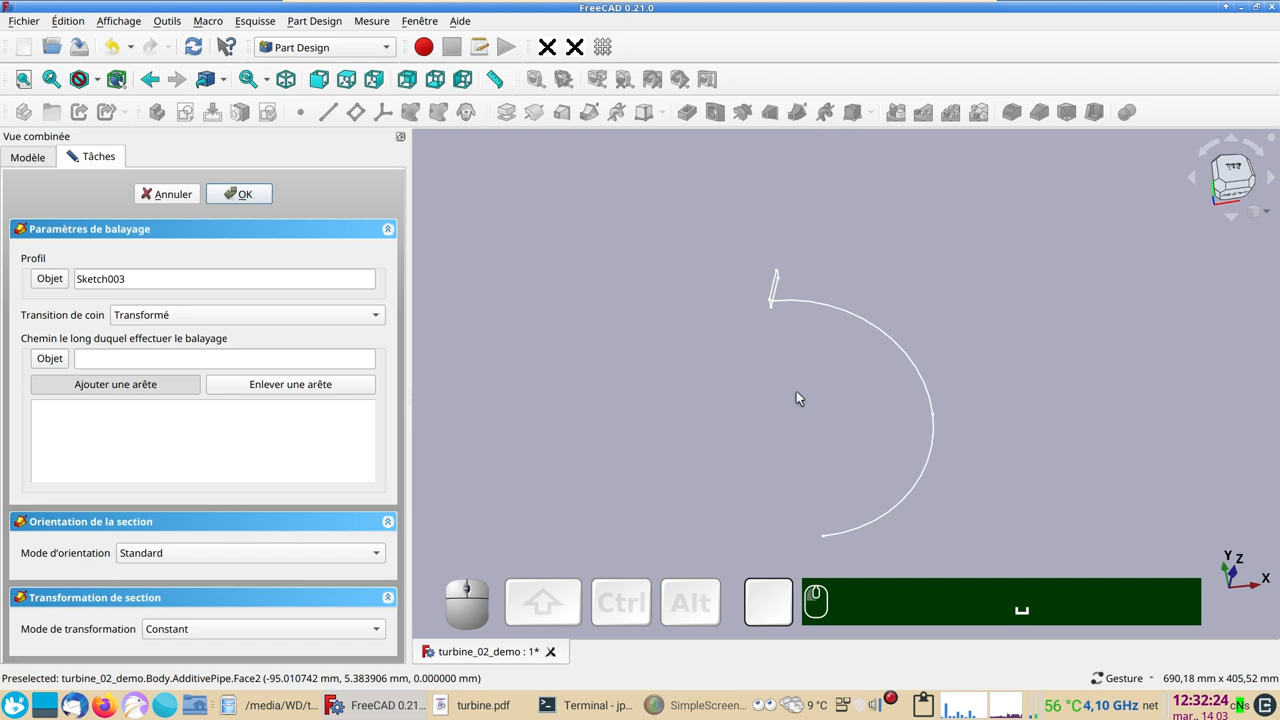 FreeCAD 0.21.0
Fichier Édition Affichage Outils Macro Esquisse Part Design Mesure Fenêtre Aide
Part Design
Vue combinée
Modèle Tâches
Annuler OK
Paramètres de balayage
Profil
Objet Sketch003
Transition de coin Transformé
Chemin le long duquel effectuer le balayage
Objet
Ajouter une arête Enlever une arête
Orientation de la section
Mode d'orientation Standard
Transformation de section
Mode de transformation Constant
Y Z
X
Ctrl Alt
turbine_02_demo : 1*
Preselected: turbine_02_demo.Body.AdditivePipe.Face2 (-95.010742 mm, 5.383906 mm, 0.000000 mm) Gesture 690,18 mm x 405,52 mm
/media/WD/t... FreeCAD 0.21... turbine.pdf Terminal - jp... SimpleScreen... 9 °C 56 °C 4,10 GHz net 12:32:24 cNs
mar., 14 03